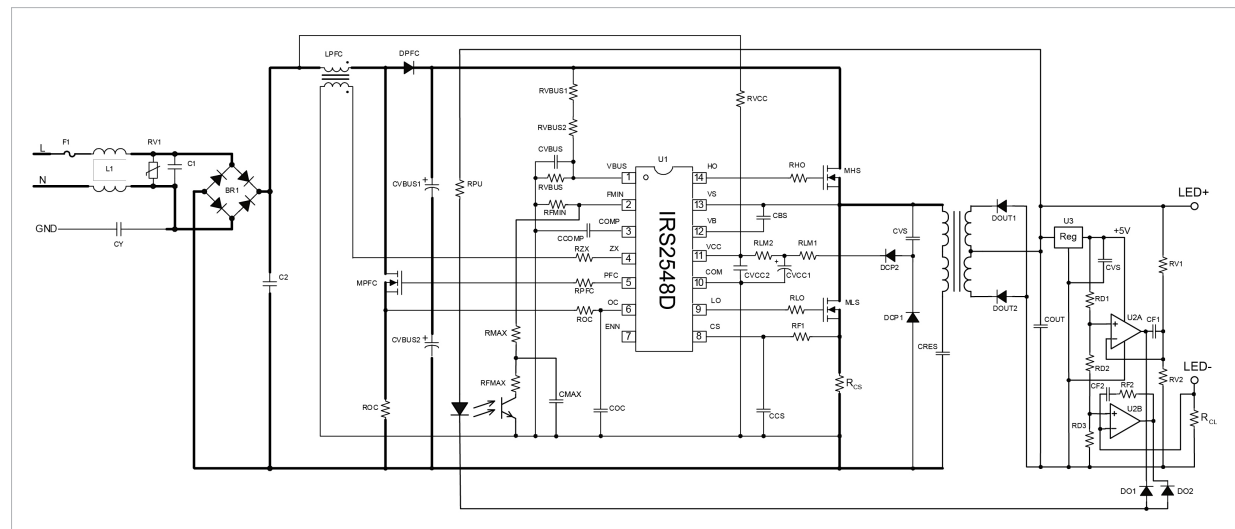 LPFC
DPFC
RVBUS1
RVCC
RVBUS2
F1
RV1
L
L1
C1
N
BR1
GND
CY
C2
CVBUS1
RPU
CVBUS
VBUS
RVBUS
1
U1
HO
14
RHO
MHS
FMIN
2
RFMIN
VS
13
COMP
CCOMP
3
VB
12
CBS
RZX
ZX
4
VCC
11
RLM2
RLM1
MPFC
PFC
RPFC
5
COM
10
CVCC2
CVCC1
DCP2
CVS
OC
ROC
6
LO
9
RLO
MLS
ENN
7
CS
8
RF1
IRS2548D
DCP1
CRES
RMAX
CVBUS2
RFMAX
CMAX
ROC
COC
CCS
RCS
DOUT1
DOUT2
COUT
U3
Reg
+5V
CVS
LED+
RV1
RD1
U2A
CF1
RD2
RV2
LED-
CF2
RF2
U2B
RD3
RCL
DO1
DO2
+
+
+
+
-
+
-